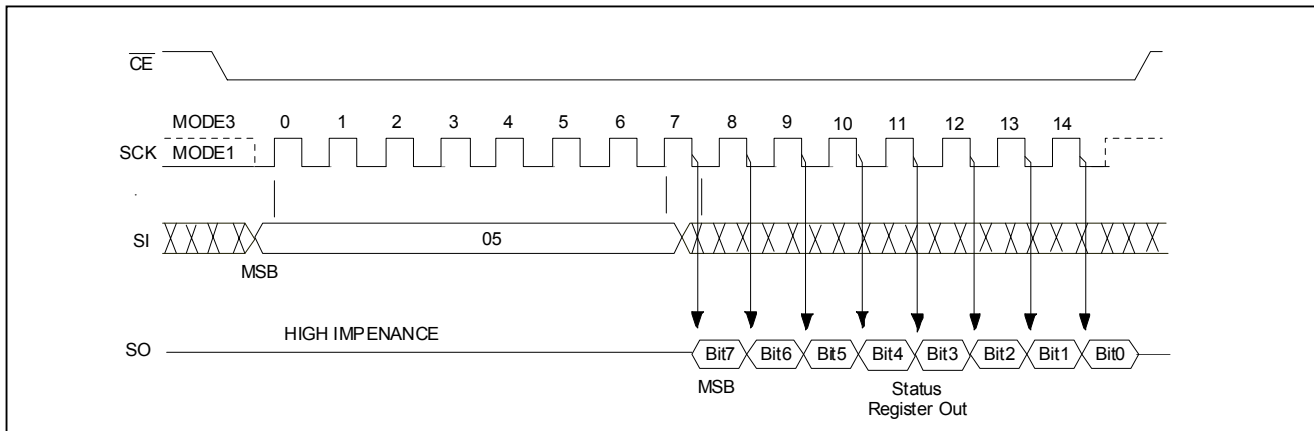 CE
MODE3 0 1 2 3 4 5 6 7 8 9 10 11 12 13 14
SCK MODE1
SI 05
MSB
HIGH IMPENANCE
SO Bit7 Bit6 Bit5 Bit4 Bit3 Bit2 Bit1 Bit0
MSB Status
Register Out